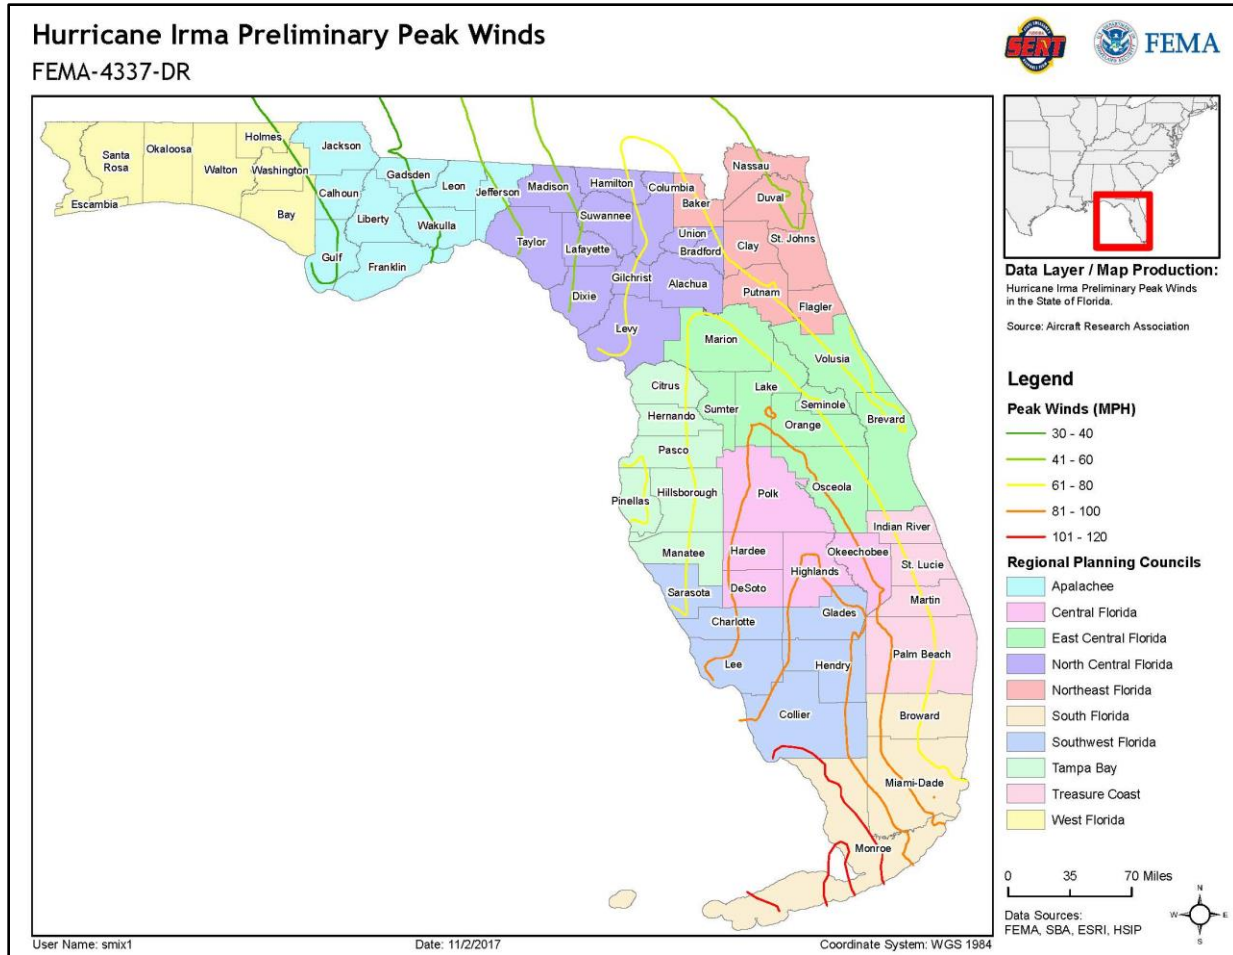 Hurricane Irma Preliminary Peak Winds
FEMA-4337-DR
SERT
FEMA
Holmes
Jackson
Santa
Rosa
Okaloosa
Walton
Washington
Escambia
Bay
Calhoun
Gadsden
Leon
Jefferson
Madison
Hamilton
Columbia
Nassau
Baker
Duval
Liberty
Wakulla
Suwannee
Taylor
Lafayette
Union
Bradford
Clay
St. Johns
Gulf
Franklin
Gilchrist
Dixie
Alachua
Putnam
Flagler
Levy
Marion
Volusia
Citrus
Lake
Hernando
Sumter
Seminole
Orange
Brevard
Pasco
Pinellas
Hillsborough
Polk
Osceola
Indian River
Manatee
Hardee
Okeechobee
Highlands
St. Lucie
Sarasota
DeSoto
Martin
Charlotte
Glades
Lee
Hendry
Palm Beach
Collier
Broward
Miami-Dade
Monroe
Data Layer / Map Production:
Hurricane Irma Preliminary Peak Winds
in the State of Florida.
Source: Aircraft Research Association
Legend
Peak Winds (MPH)
30 - 40
41 - 60
61 - 80
81 - 100
101 - 120
Regional Planning Councils
Apalachee
Central Florida
East Central Florida
North Central Florida
Northeast Florida
South Florida
Southwest Florida
Tampa Bay
Treasure Coast
West Florida
0 35 70 Miles
N
W E
S
Data Sources:
FEMA, SBA, ESRI, HSIP
User Name: smix1
Date: 11/2/2017
Coordinate System: WGS 1984